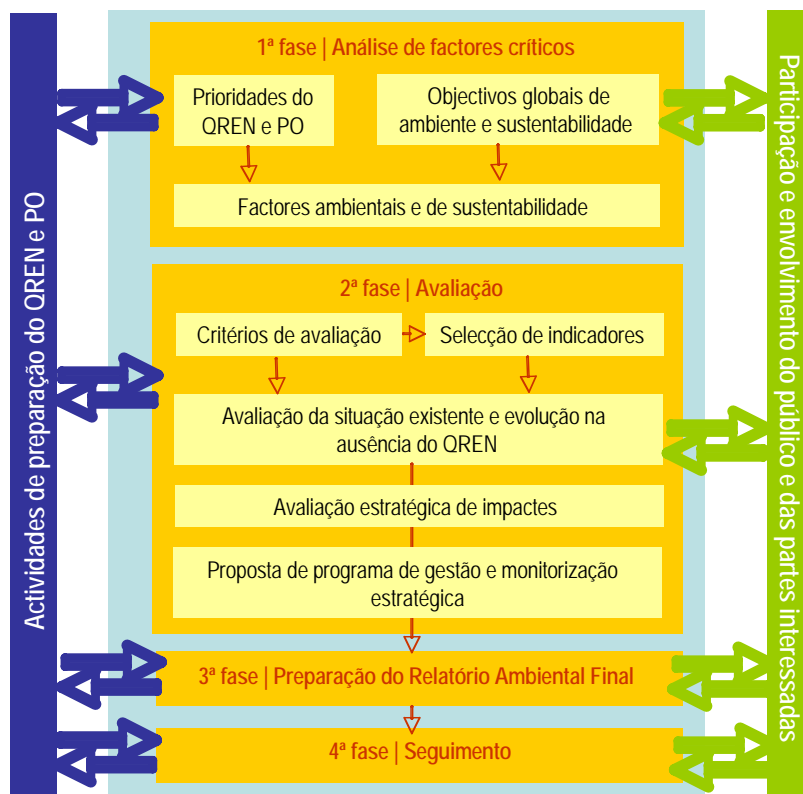 Actividades de preparação do QREN e PO
1ª fase | Análise de factores críticos
Prioridades do
QREN e PO
Objectivos globais de
ambiente e sustentabilidade
Factores ambientais e de sustentabilidade
2ª fase | Avaliação
Critérios de avaliação
Selecção de indicadores
Avaliação da situação existente e evolução na
ausência do QREN
Avaliação estratégica de impactes
Proposta de programa de gestão e monitorização
estratégica
3ª fase | Preparação do Relatório Ambiental Final
4ª fase | Seguimento
Participação e envolvimento do público e das partes interessadas